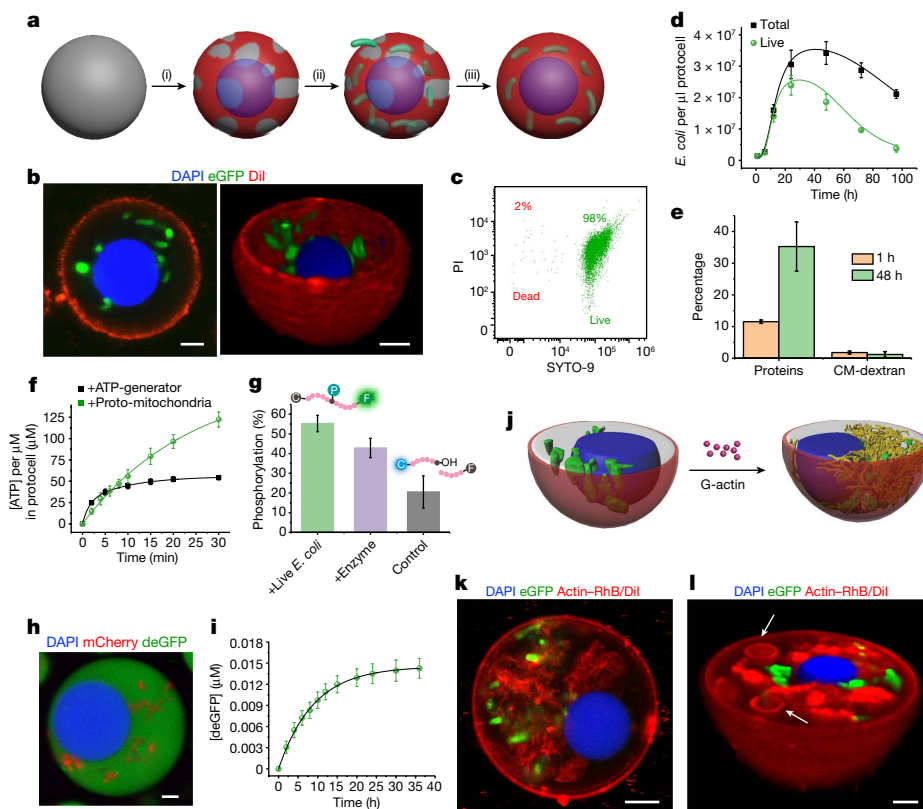 a
(i)
(ii)
(iii)
b
DAPI eGFP DiI
c
2%
98%
Dead
Live
PI
10⁴
10³
10²
0
0
10⁴
10⁵
10⁶
SYTO-9
d
Total
Live
E. coli per µl protocell
4 × 10⁷
3 × 10⁷
2 × 10⁷
1 × 10⁷
0
0 20 40 60 80 100
Time (h)
e
1 h
48 h
Percentage
40
30
20
10
0
Proteins CM-dextran
f
+ATP-generator
+Proto-mitochondria
[ATP] per µM
in protocell (µM)
125
100
75
50
25
0
0 5 10 15 20 25 30
Time (min)
g
C P F
C OH F
Phosphorylation (%)
60
50
40
30
20
10
0
+Live E. coli
+Enzyme
Control
h
DAPI mCherry deGFP
i
[deGFP] (µM)
0.018
0.015
0.012
0.009
0.006
0.003
0
0 5 10 15 20 25 30 35 40
Time (h)
j
G-actin
k
DAPI eGFP Actin–RhB/DiI
l
DAPI eGFP Actin–RhB/DiI